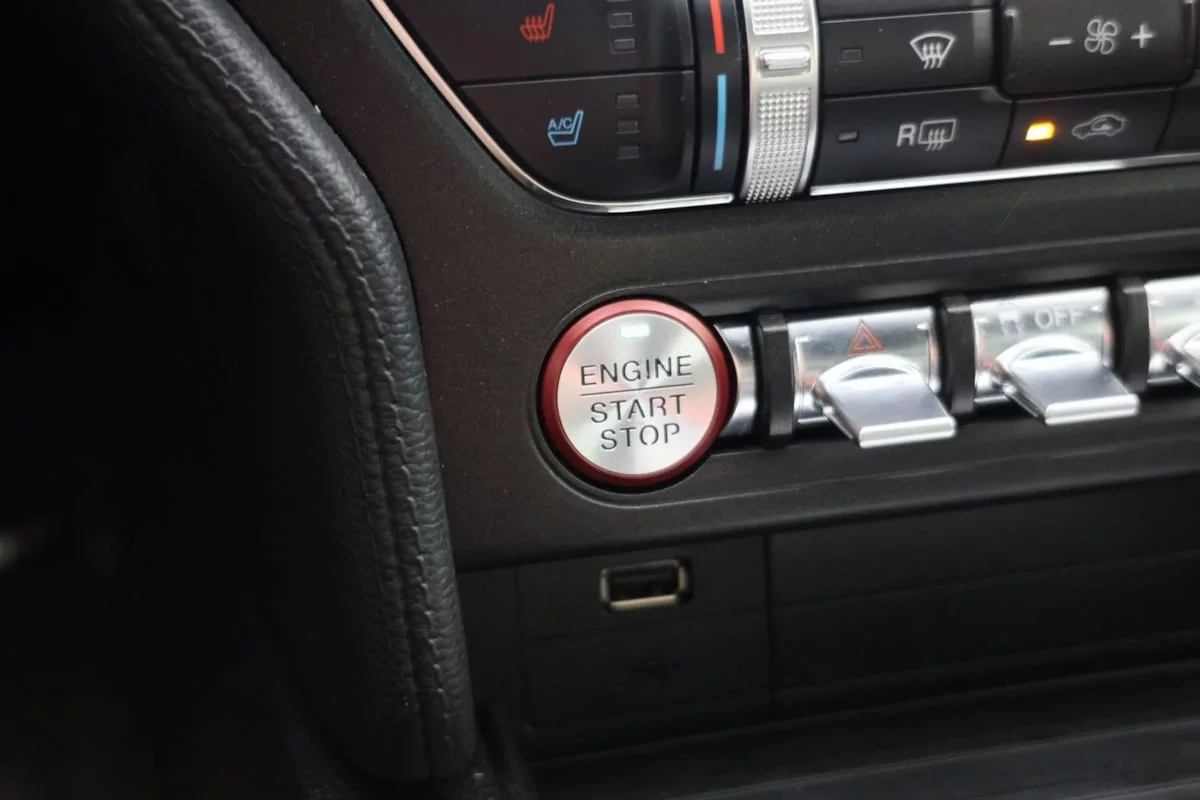 A/C
R
ENGINE
START
STOP
OFF